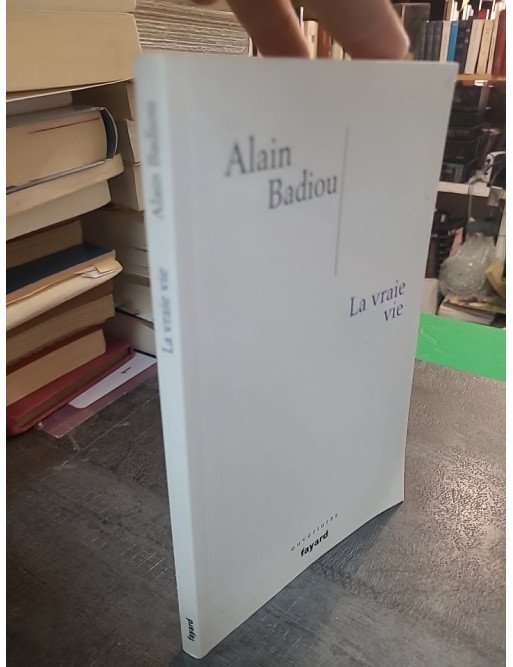 Alain
Badiou
La vraie
vie
ouvertures
fayard
Alain Badiou
La vraie vie
fayard